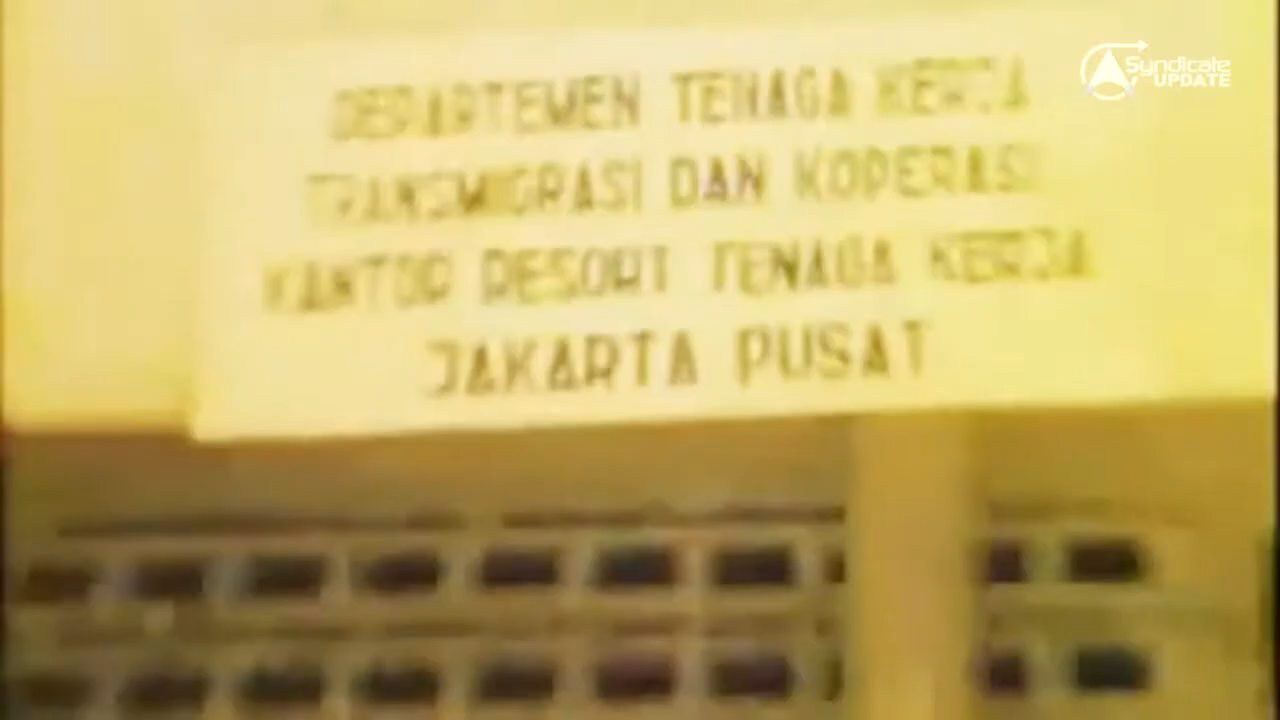 Syndicate
UPDATE
DEPARTEMEN TENAGA KERJA
TRANSMIGRASI DAN KOPERASI
KANTOR RESORT TENAGA KERJA
JAKARTA PUSAT